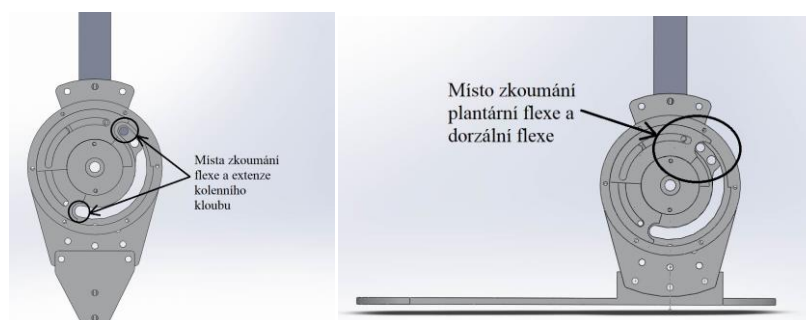 Místa zkoumání
flexe a extenze
kolenního
kloubu
Místo zkoumání
plantární flexe a
dorzální flexe